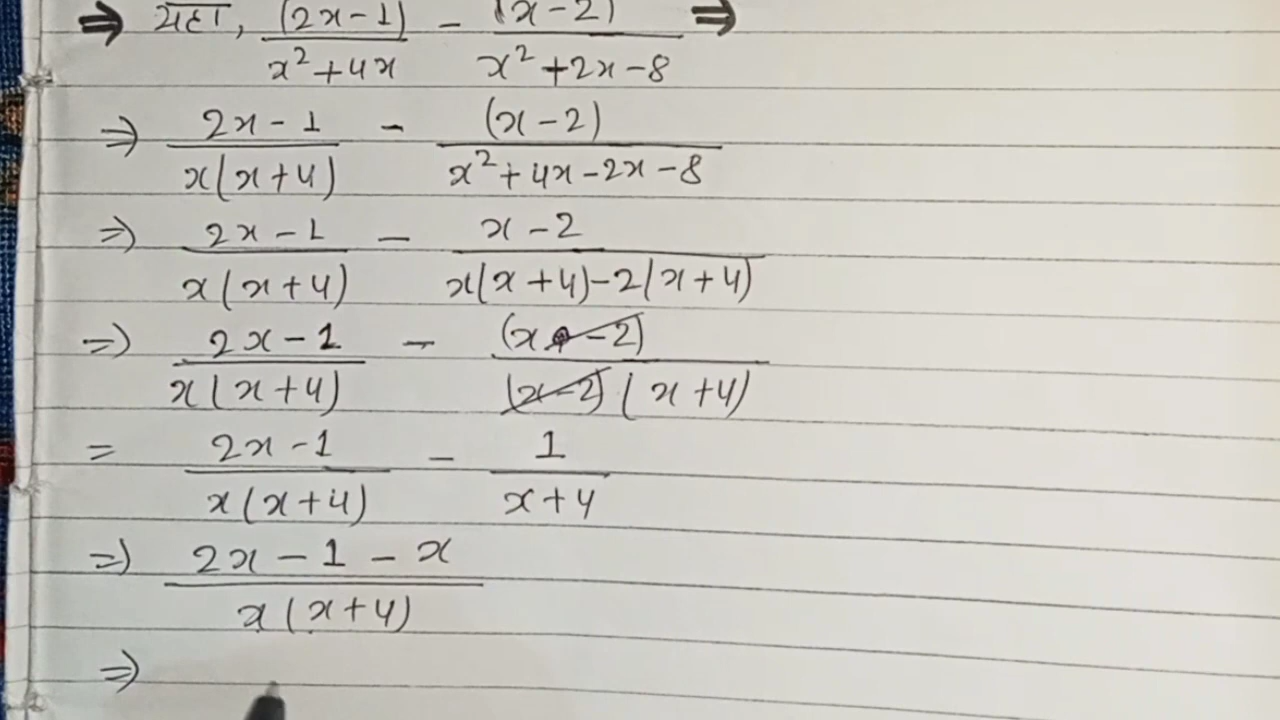 ⇒ यहाँ, (2x-1)/(x²+4x) - (x-2)/(x²+2x-8) ⇒
⇒ (2x-1)/(x(x+4)) - (x-2)/(x²+4x-2x-8)
⇒ (2x-1)/(x(x+4)) - (x-2)/(x(x+4)-2(x+4))
⇒ (2x-1)/(x(x+4)) - (x-2)/((x-2)(x+4))
= (2x-1)/(x(x+4)) - 1/(x+4)
⇒ (2x-1-x)/(x(x+4))
⇒